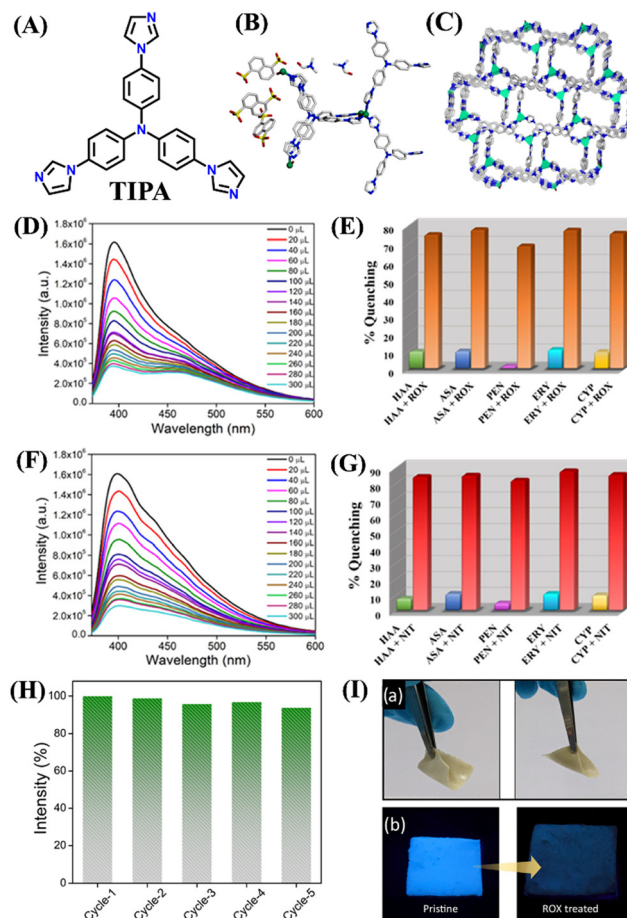 (A)
N
N
N
N
N
N
N
TIPA
(B)
(C)
(D)
Intensity (a.u.)
1.8x10⁶
1.6x10⁶
1.4x10⁶
1.2x10⁶
1.0x10⁶
8.0x10⁵
6.0x10⁵
4.0x10⁵
2.0x10⁵
0.0
400 450 500 550 600
Wavelength (nm)
0 µL
20 µL
40 µL
60 µL
80 µL
100 µL
120 µL
140 µL
160 µL
180 µL
200 µL
220 µL
240 µL
260 µL
280 µL
300 µL
(E)
% Quenching
80
70
60
50
40
30
20
10
0
HAA
HAA + ROX
ASA
ASA + ROX
PEN
PEN + ROX
ERY
ERY + ROX
CYP
CYP + ROX
(F)
Intensity (a.u.)
1.8x10⁶
1.6x10⁶
1.4x10⁶
1.2x10⁶
1.0x10⁶
8.0x10⁵
6.0x10⁵
4.0x10⁵
2.0x10⁵
0.0
400 450 500 550 600
Wavelength (nm)
0 µL
20 µL
40 µL
60 µL
80 µL
100 µL
120 µL
140 µL
160 µL
180 µL
200 µL
220 µL
240 µL
260 µL
280 µL
300 µL
(G)
% Quenching
90
80
70
60
50
40
30
20
10
0
HAA
HAA + NIT
ASA
ASA + NIT
PEN
PEN + NIT
ERY
ERY + NIT
CYP
CYP + NIT
(H)
Intensity (%)
100
80
60
40
20
0
Cycle-1
Cycle-2
Cycle-3
Cycle-4
Cycle-5
(I)
(a)
(b)
Pristine
ROX treated